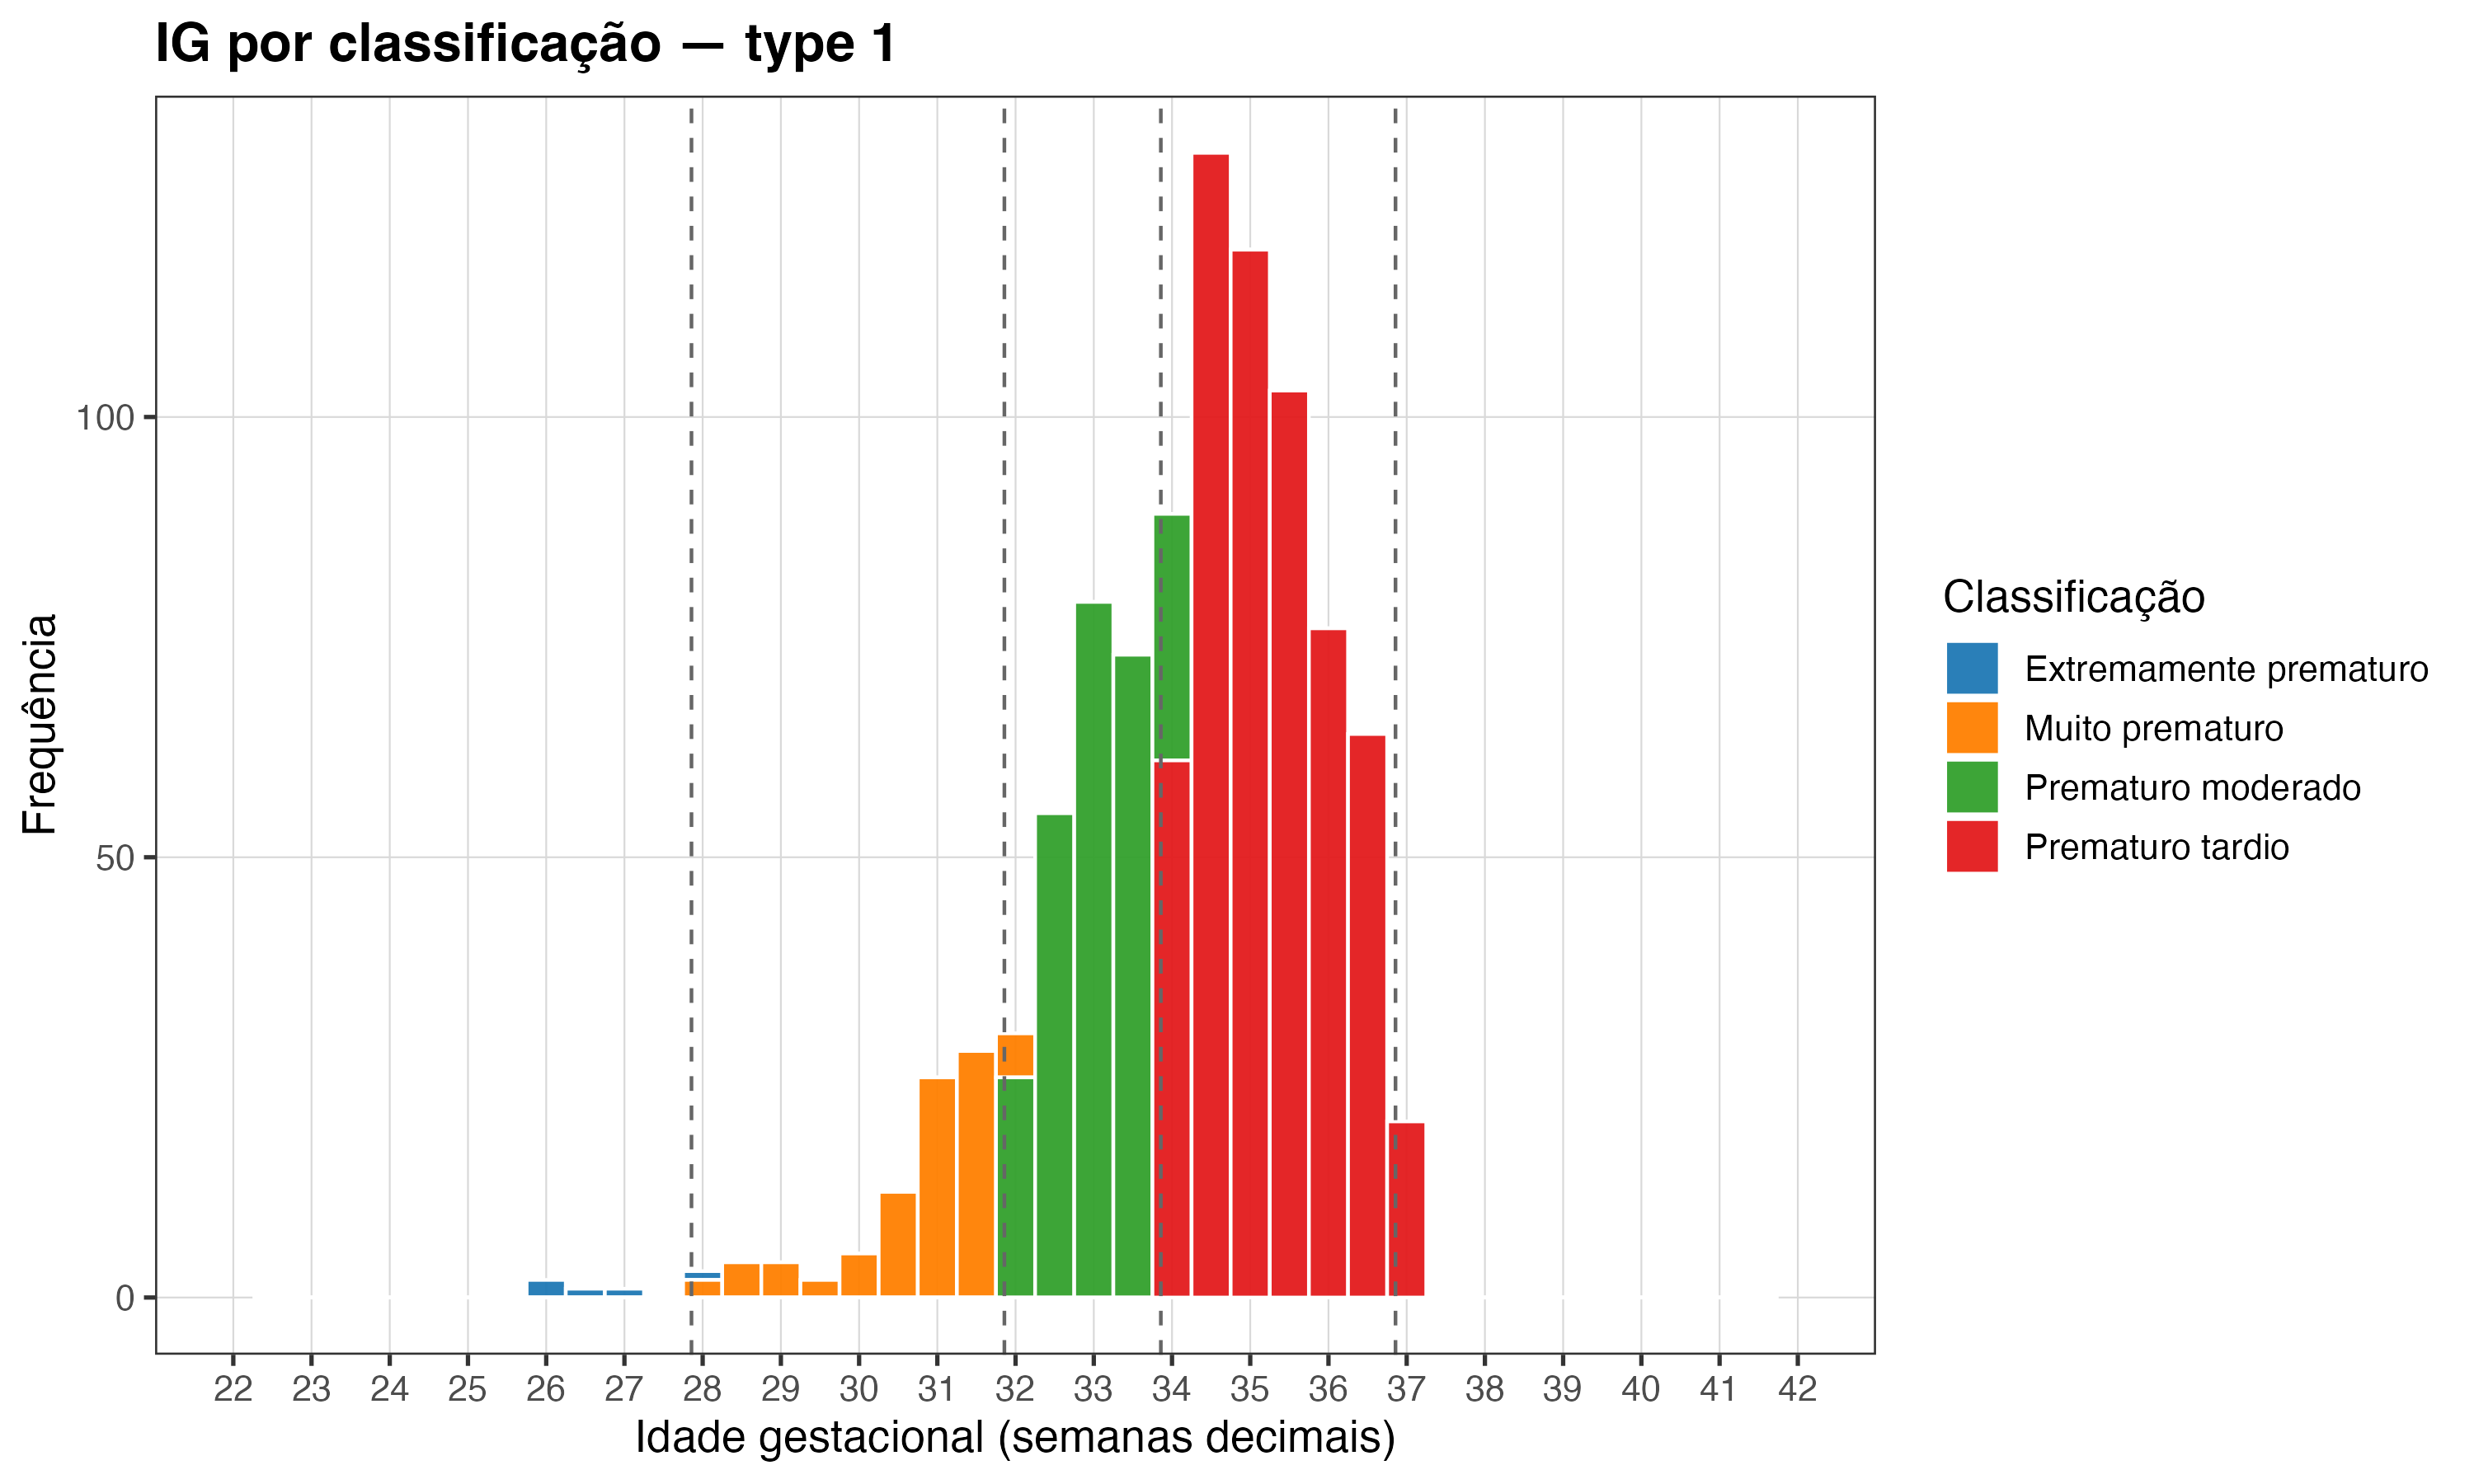 IG por classificação — type 1
Frequência
100
50
0
22 23 24 25 26 27 28 29 30 31 32 33 34 35 36 37 38 39 40 41 42
Idade gestacional (semanas decimais)
Classificação
Extremamente prematuro
Muito prematuro
Prematuro moderado
Prematuro tardio